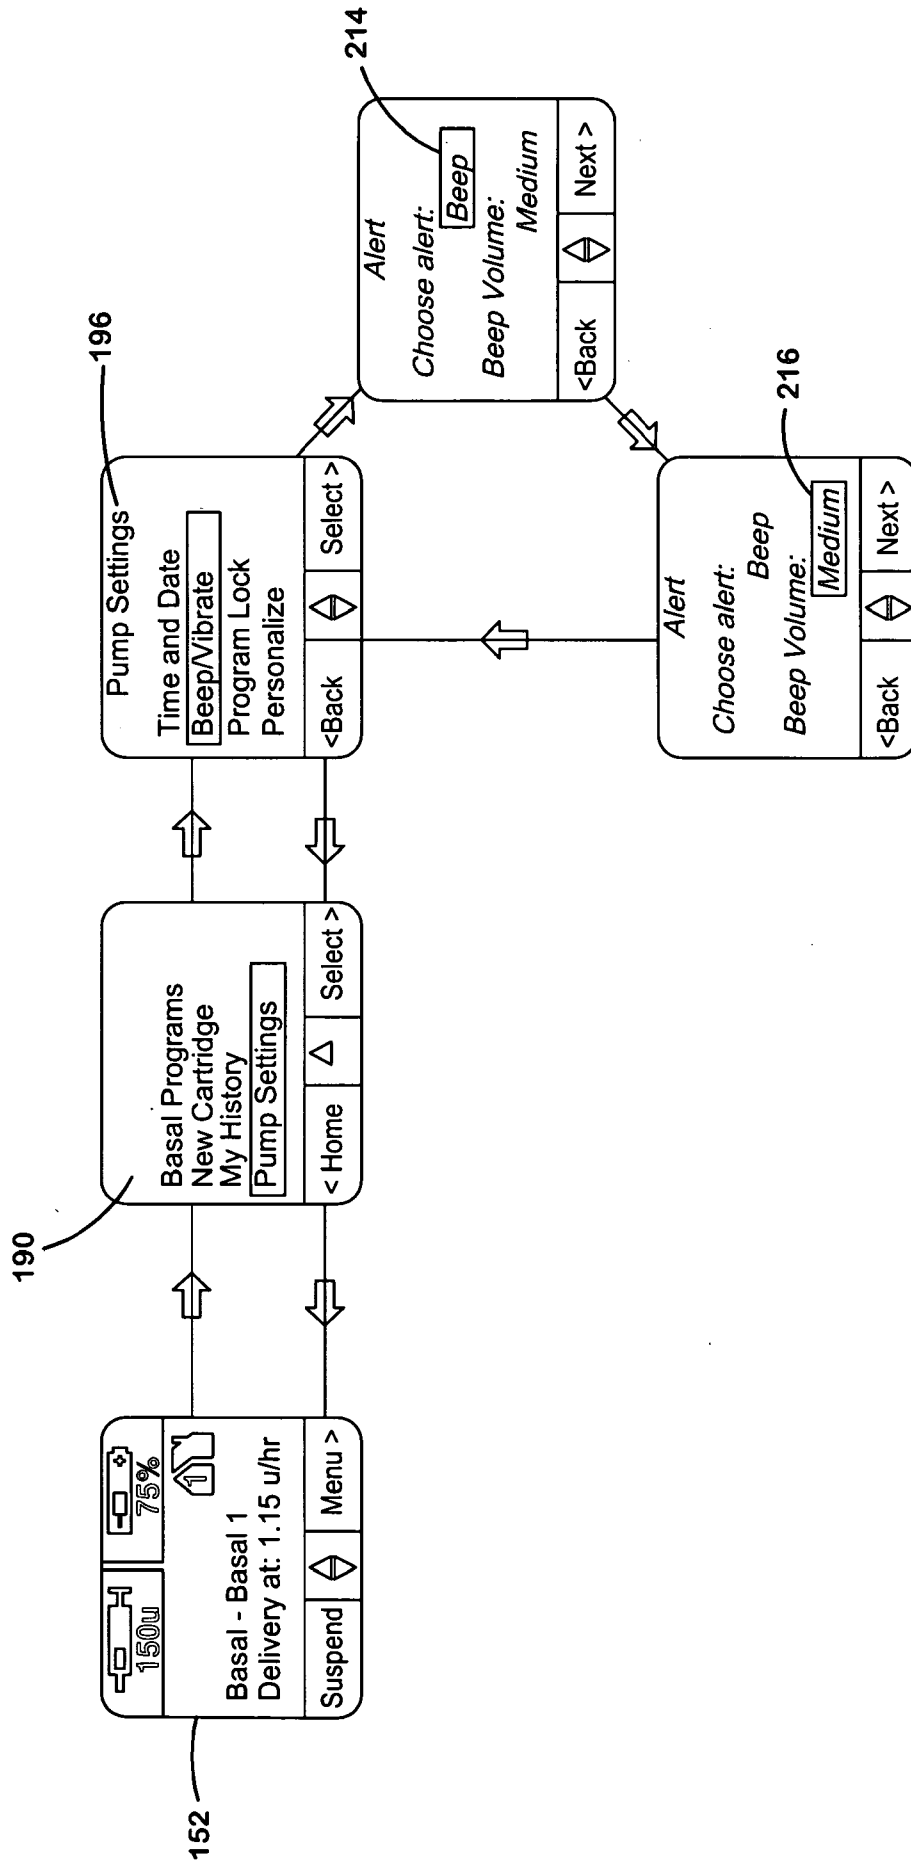 152
150u
75%
1
Basal - Basal 1
Delivery at: 1.15 u/hr
Suspend
Menu >
190
Basal Programs
New Cartridge
My History
Pump Settings
< Home
Select >
196
Pump Settings
Time and Date
Beep/Vibrate
Program Lock
Personalize
<Back
Select >
214
Alert
Choose alert:
Beep
Beep Volume:
Medium
<Back
Next >
216
Alert
Choose alert:
Beep
Beep Volume:
Medium
<Back
Next >